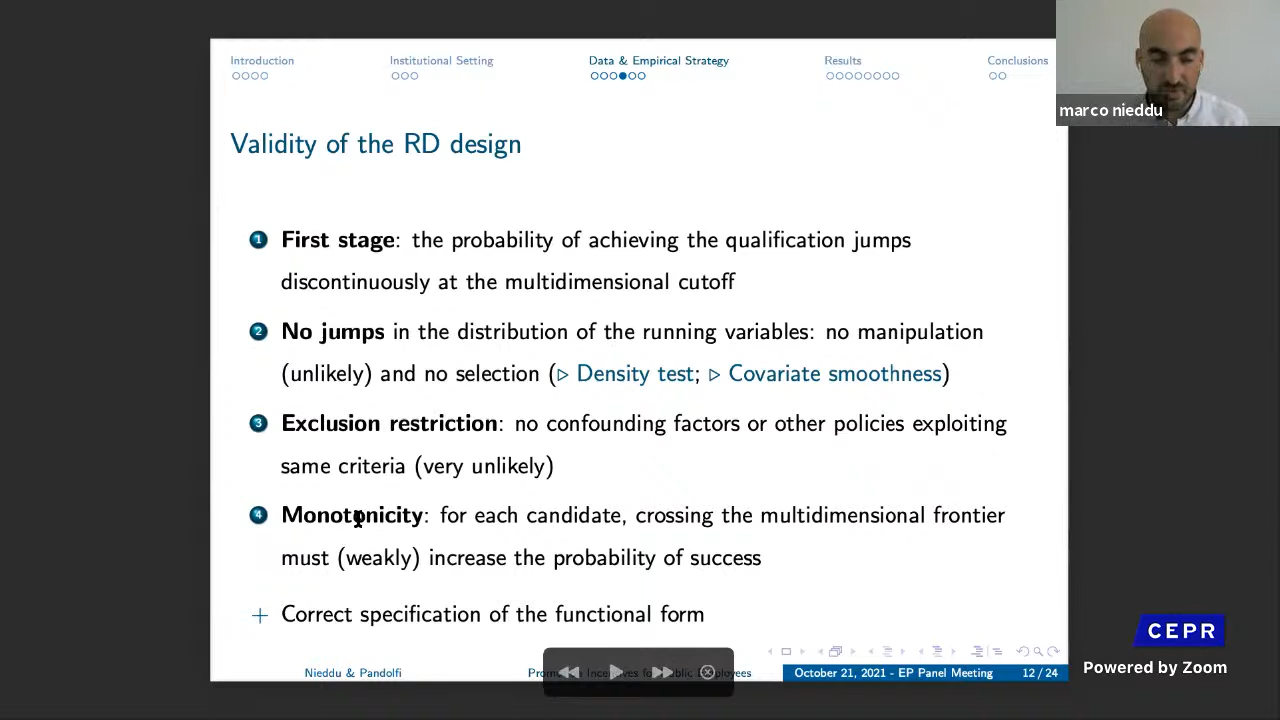 Introduction
Institutional Setting
Data & Empirical Strategy
Results
Conclusions
marco nieddu
Validity of the RD design
1 First stage: the probability of achieving the qualification jumps
discontinuously at the multidimensional cutoff
2 No jumps in the distribution of the running variables: no manipulation
(unlikely) and no selection (▷ Density test; ▷ Covariate smoothness)
3 Exclusion restriction: no confounding factors or other policies exploiting
same criteria (very unlikely)
4 Monotonicity: for each candidate, crossing the multidimensional frontier
must (weakly) increase the probability of success
+ Correct specification of the functional form
CEPR
Powered by Zoom
Nieddu & Pandolfi
Incentives for
October 21, 2021 - EP Panel Meeting
12 / 24